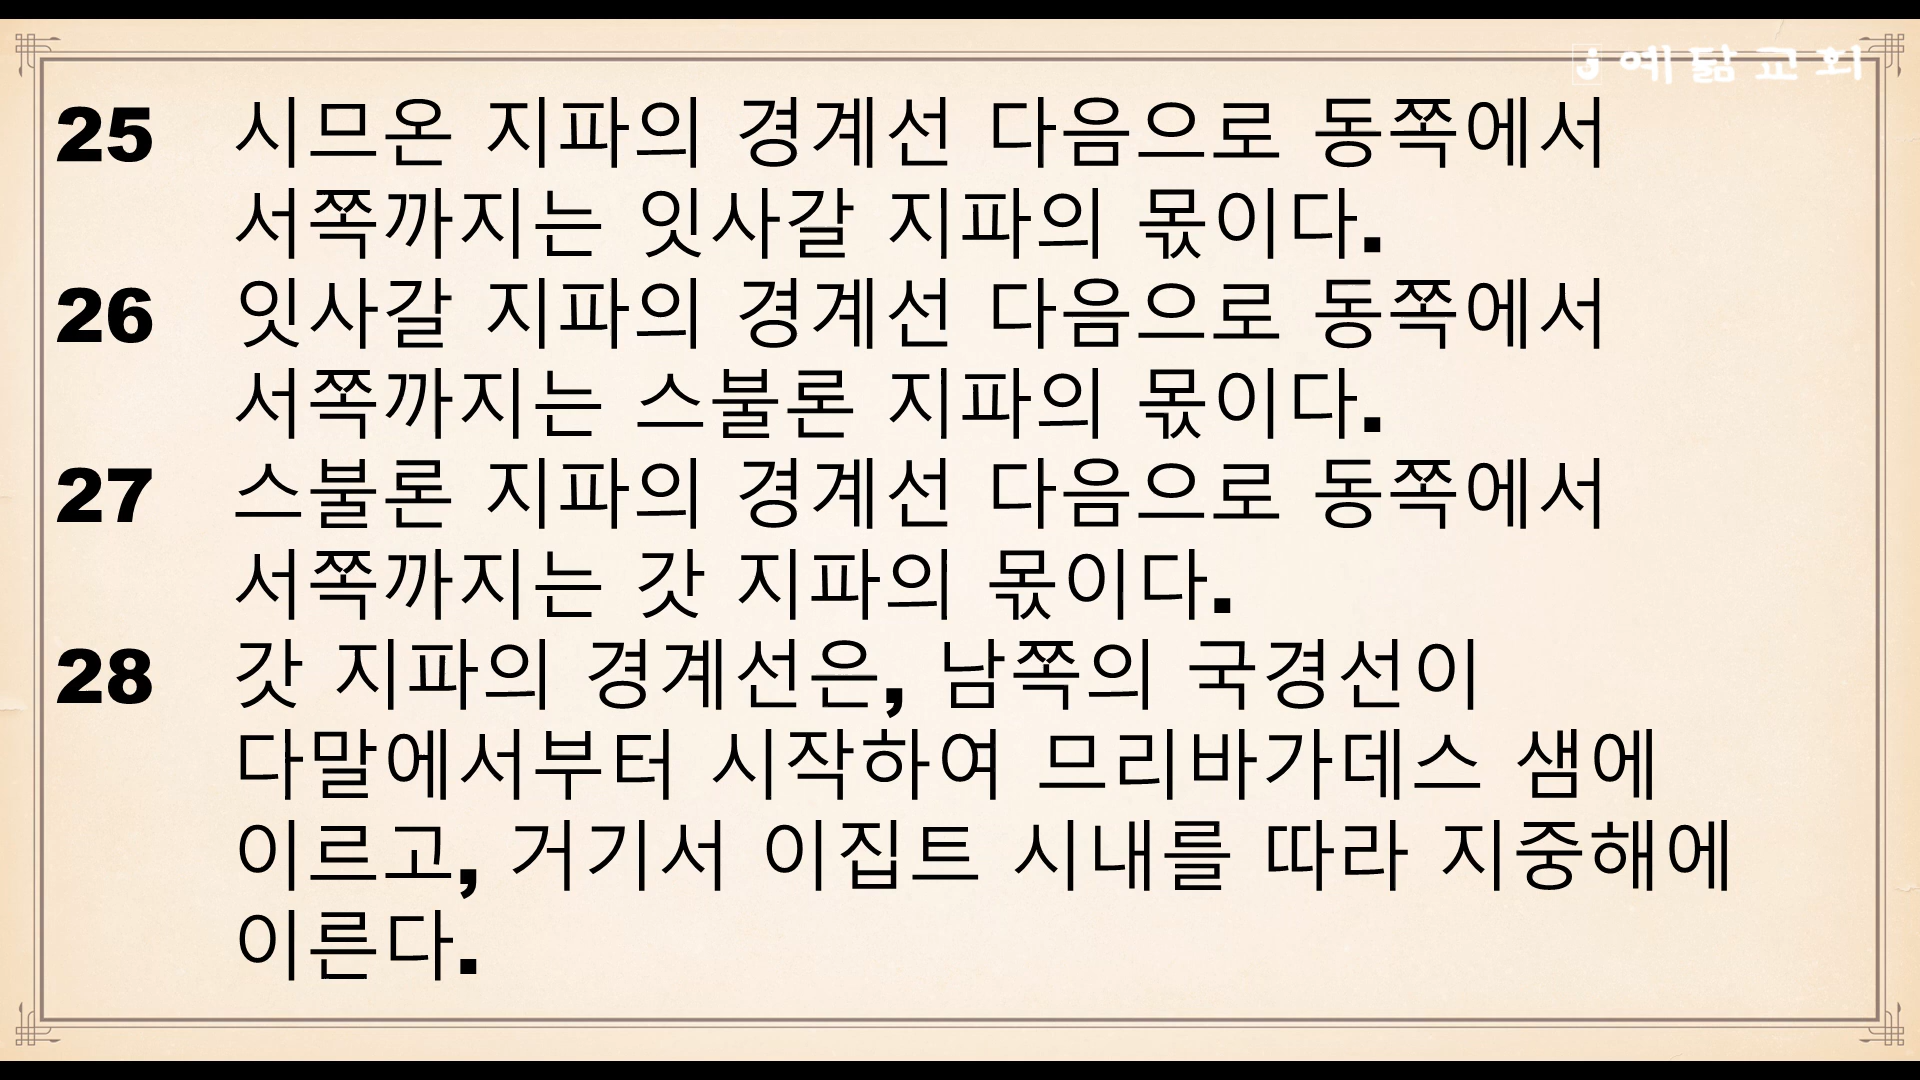 예닮교회
25 시므온 지파의 경계선 다음으로 동쪽에서
서쪽까지는 잇사갈 지파의 몫이다.
26 잇사갈 지파의 경계선 다음으로 동쪽에서
서쪽까지는 스불론 지파의 몫이다.
27 스불론 지파의 경계선 다음으로 동쪽에서
서쪽까지는 갓 지파의 몫이다.
28 갓 지파의 경계선은, 남쪽의 국경선이
다말에서부터 시작하여 므리바가데스 샘에
이르고, 거기서 이집트 시내를 따라 지중해에
이른다.